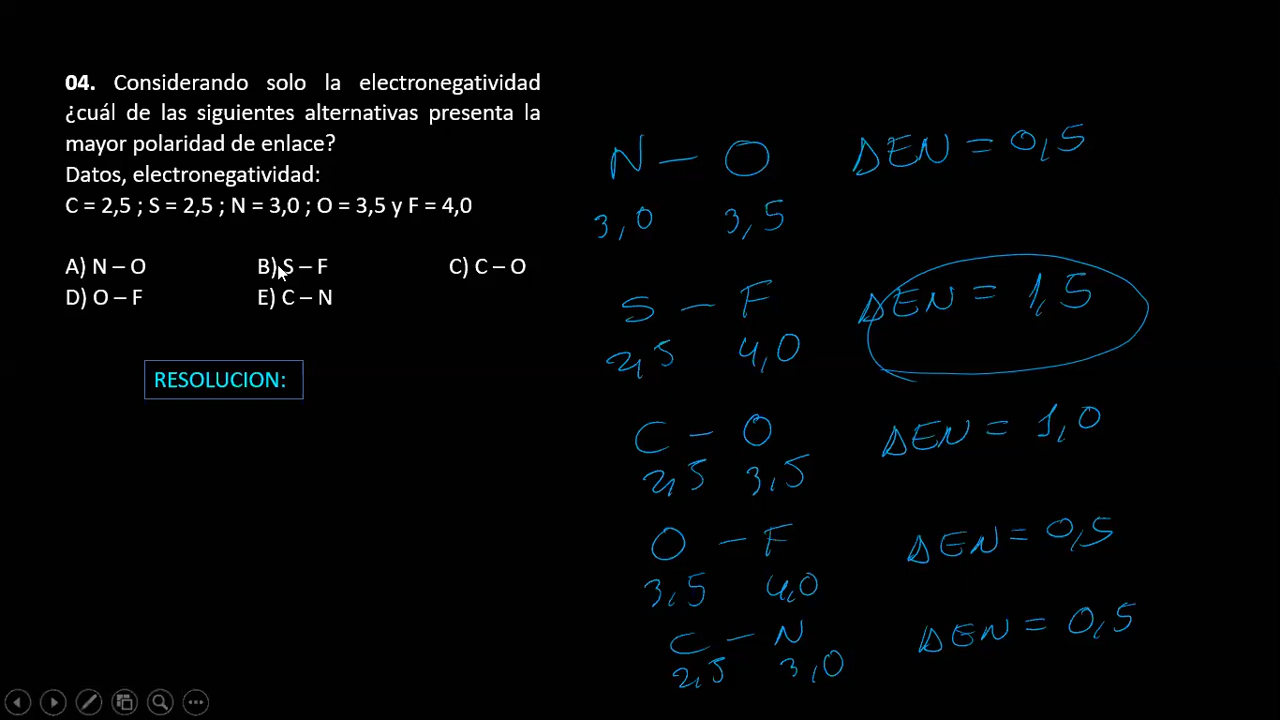 04. Considerando solo la electronegatividad
¿cuál de las siguientes alternativas presenta la
mayor polaridad de enlace?
Datos, electronegatividad:
C = 2,5 ; S = 2,5 ; N = 3,0 ; O = 3,5 y F = 4,0
A) N – O B) S – F C) C – O
D) O – F E) C – N
RESOLUCION:
N – O ΔEN = 0,5
3,0 3,5
S – F ΔEN = 1,5
2,5 4,0
C – O ΔEN = 1,0
2,5 3,5
O – F ΔEN = 0,5
3,5 4,0
C – N ΔEN = 0,5
2,5 3,0